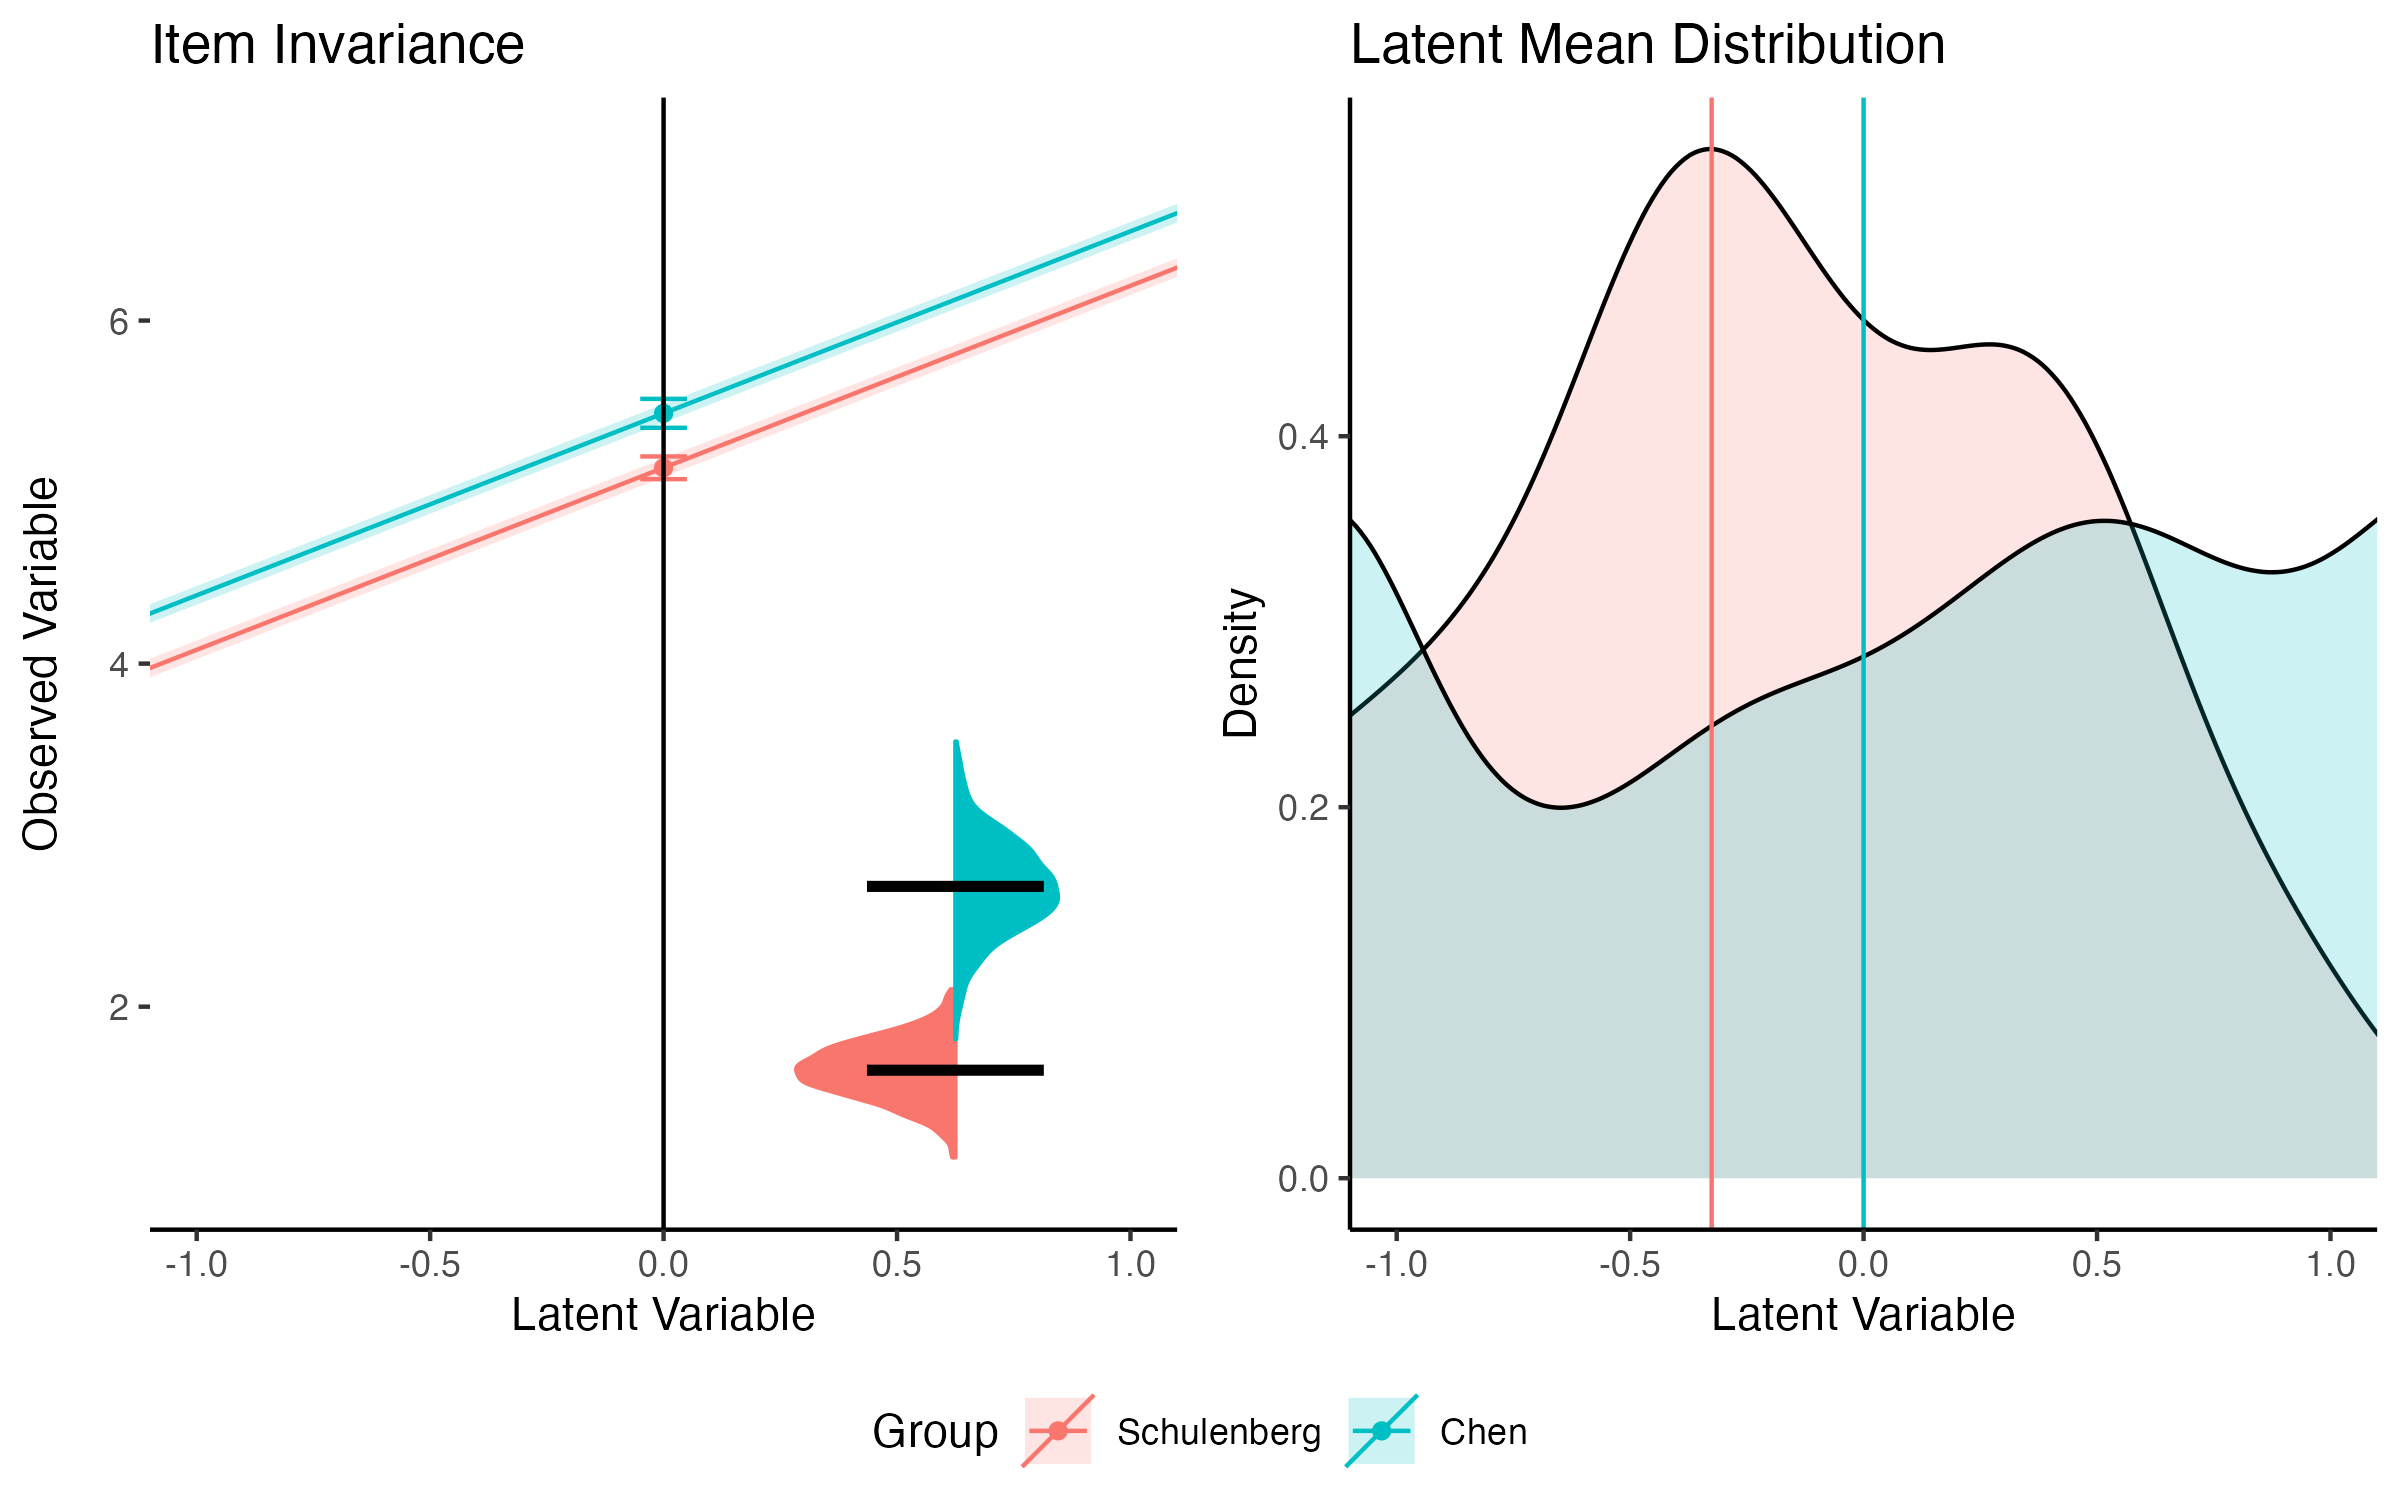 Item Invariance
Observed Variable
6
4
2
-1.0 -0.5 0.0 0.5 1.0
Latent Variable
Latent Mean Distribution
Density
0.4
0.2
0.0
-1.0 -0.5 0.0 0.5 1.0
Latent Variable
Group Schulenberg Chen